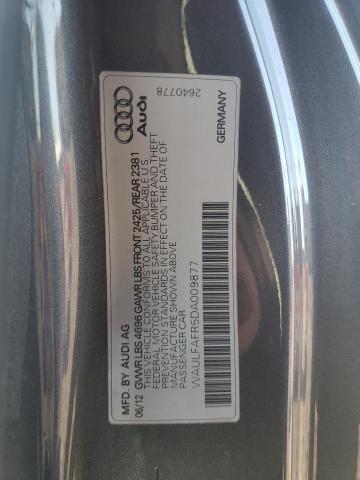 Audi
2640778
GERMANY
MFD. BY AUDI AG
06/12 GVWR LBS 4696 GAWR LBS FRONT 2425/REAR 2381
THIS VEHICLE CONFORMS TO ALL APPLICABLE U.S.
FEDERAL MOTOR VEHICLE SAFETY BUMPER AND THEFT
PREVENTION STANDARDS IN EFFECT ON THE DATE OF
MANUFACTURE SHOWN ABOVE
PASSENGER CAR
WAULFAFR5DA009877